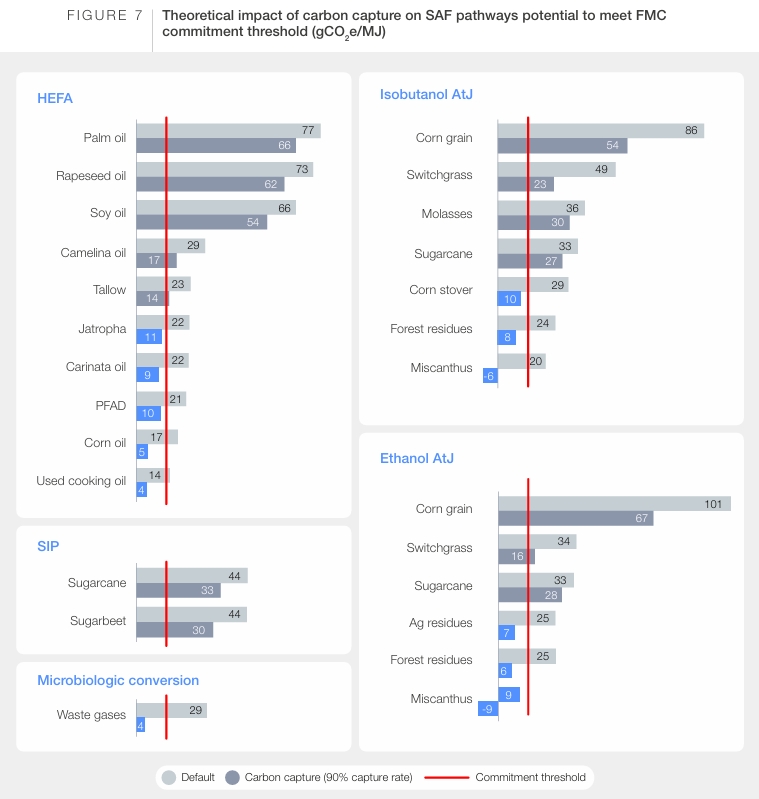 FIGURE 7
Theoretical impact of carbon capture on SAF pathways potential to meet FMC
commitment threshold (gCO2e/MJ)
HEFA
Palm oil
77
66
Rapeseed oil
73
62
Soy oil
66
54
Camelina oil
29
17
Tallow
23
14
Jatropha
22
11
Carinata oil
22
9
PFAD
21
10
Corn oil
17
5
Used cooking oil
14
4
SIP
Sugarcane
44
33
Sugarbeet
44
30
Microbiologic conversion
Waste gases
29
4
Isobutanol AtJ
Corn grain
86
54
Switchgrass
49
23
Molasses
36
30
Sugarcane
33
27
Corn stover
29
10
Forest residues
24
8
Miscanthus
20
-6
Ethanol AtJ
Corn grain
101
67
Switchgrass
34
16
Sugarcane
33
28
Ag residues
25
7
Forest residues
25
6
Miscanthus
9
-9
Default
Carbon capture (90% capture rate)
Commitment threshold